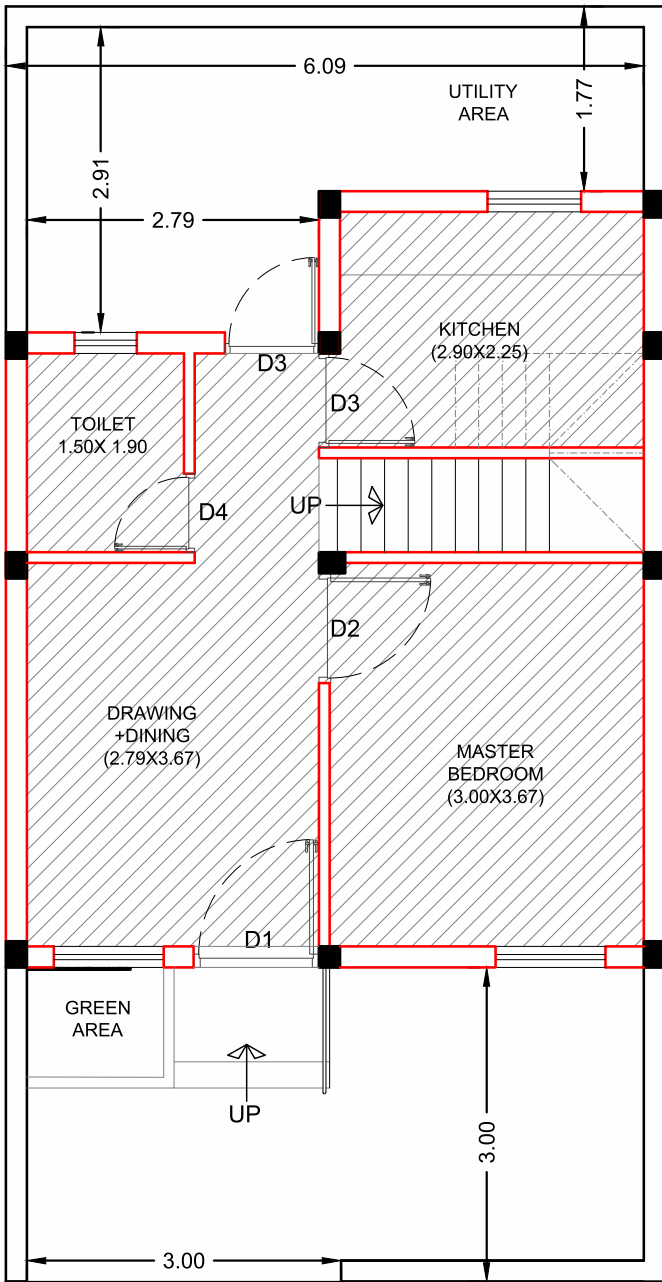 6.09
UTILITY
AREA
1.77
2.91
2.79
KITCHEN
(2.90X2.25)
D3
D3
TOILET
1.50X 1.90
D4
UP
D2
DRAWING
+DINING
(2.79X3.67)
MASTER
BEDROOM
(3.00X3.67)
D1
GREEN
AREA
UP
3.00
3.00